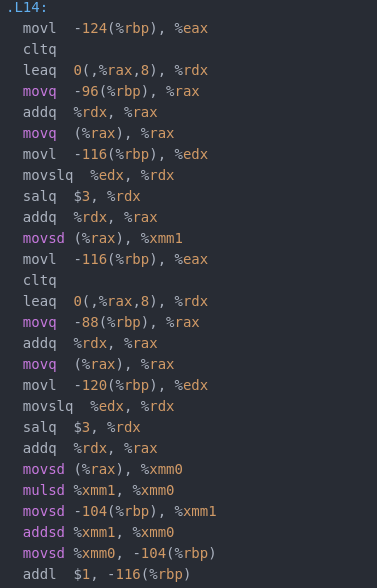 .L14:
movl -124(%rbp), %eax
cltq
leaq 0(,%rax,8), %rdx
movq -96(%rbp), %rax
addq %rdx, %rax
movq (%rax), %rax
movl -116(%rbp), %edx
movslq %edx, %rdx
salq $3, %rdx
addq %rdx, %rax
movsd (%rax), %xmm1
movl -116(%rbp), %eax
cltq
leaq 0(,%rax,8), %rdx
movq -88(%rbp), %rax
addq %rdx, %rax
movq (%rax), %rax
movl -120(%rbp), %edx
movslq %edx, %rdx
salq $3, %rdx
addq %rdx, %rax
movsd (%rax), %xmm0
mulsd %xmm1, %xmm0
movsd -104(%rbp), %xmm1
addsd %xmm1, %xmm0
movsd %xmm0, -104(%rbp)
addl $1, -116(%rbp)